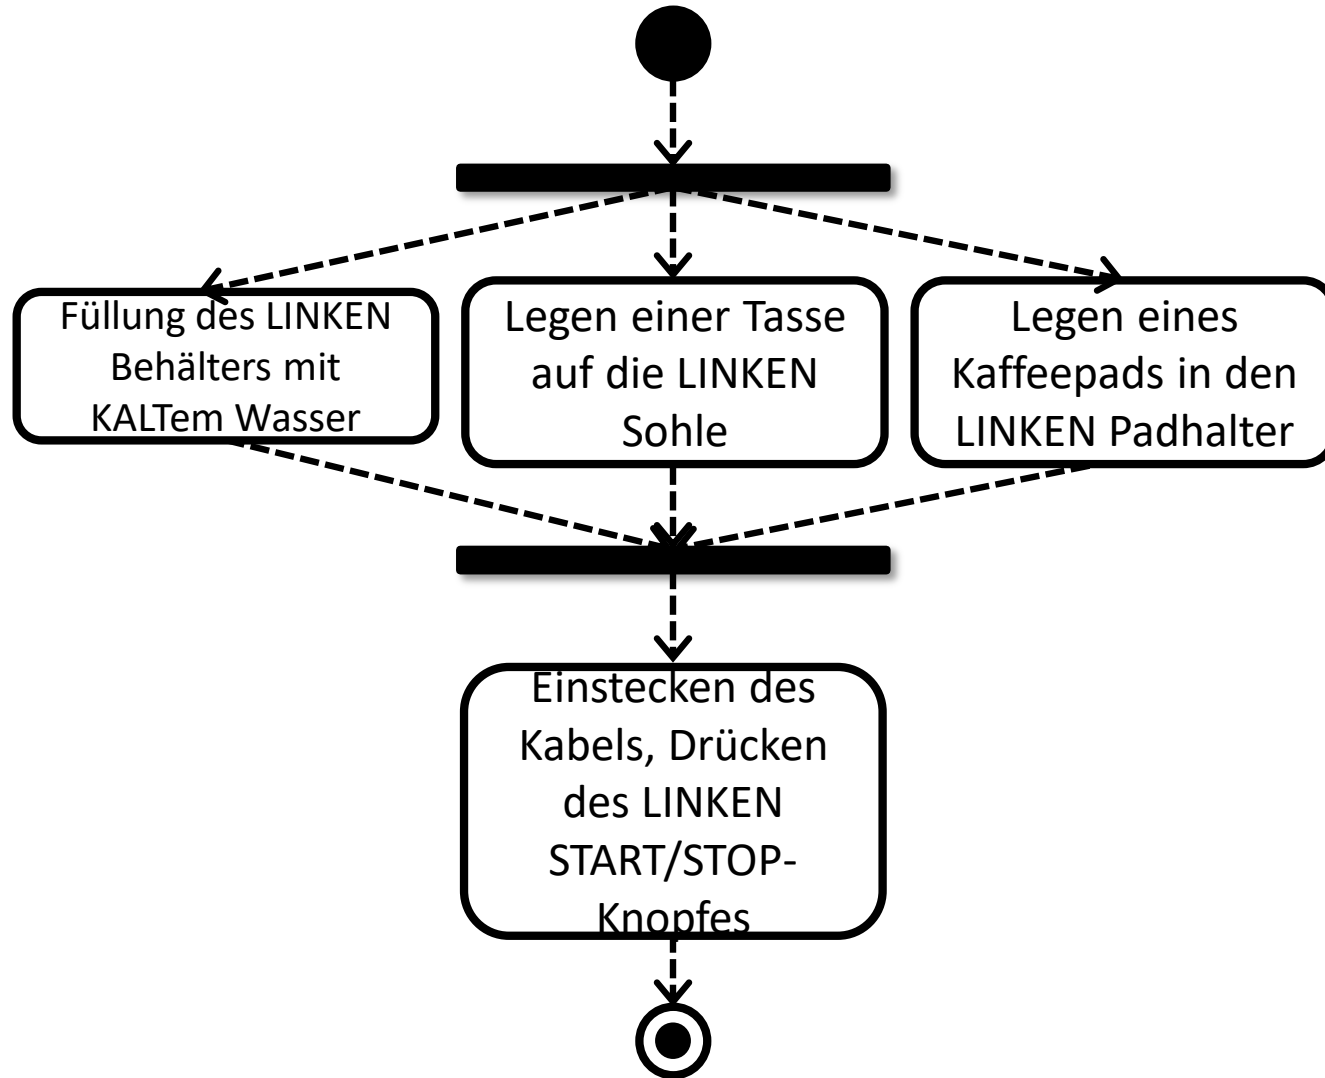 Füllung des LINKEN
Behälters mit
KALTem Wasser
Legen einer Tasse
auf die LINKEN
Sohle
Legen eines
Kaffeepads in den
LINKEN Padhalter
Einstecken des
Kabels, Drücken
des LINKEN
START/STOP-
Knopfes